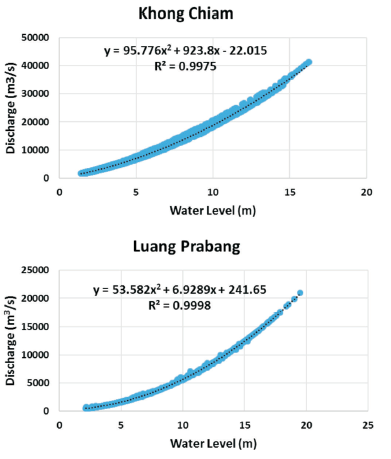 Khong Chiam
y = 95.776x² + 923.8x - 22.015
R² = 0.9975
Discharge (m3/s)
50000
40000
30000
20000
10000
0
0 5 10 15 20
Water Level (m)
Luang Prabang
y = 53.582x² + 6.9289x + 241.65
R² = 0.9998
Discharge (m³/s)
25000
20000
15000
10000
5000
0
0 5 10 15 20 25
Water Level (m)